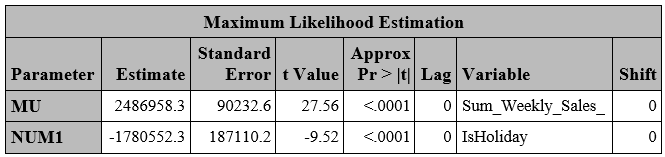 Maximum Likelihood Estimation
Parameter Estimate Standard Error t Value Approx Pr > |t| Lag Variable Shift
MU 2486958.3 90232.6 27.56 <.0001 0 Sum_Weekly_Sales_ 0
NUM1 -1780552.3 187110.2 -9.52 <.0001 0 IsHoliday 0